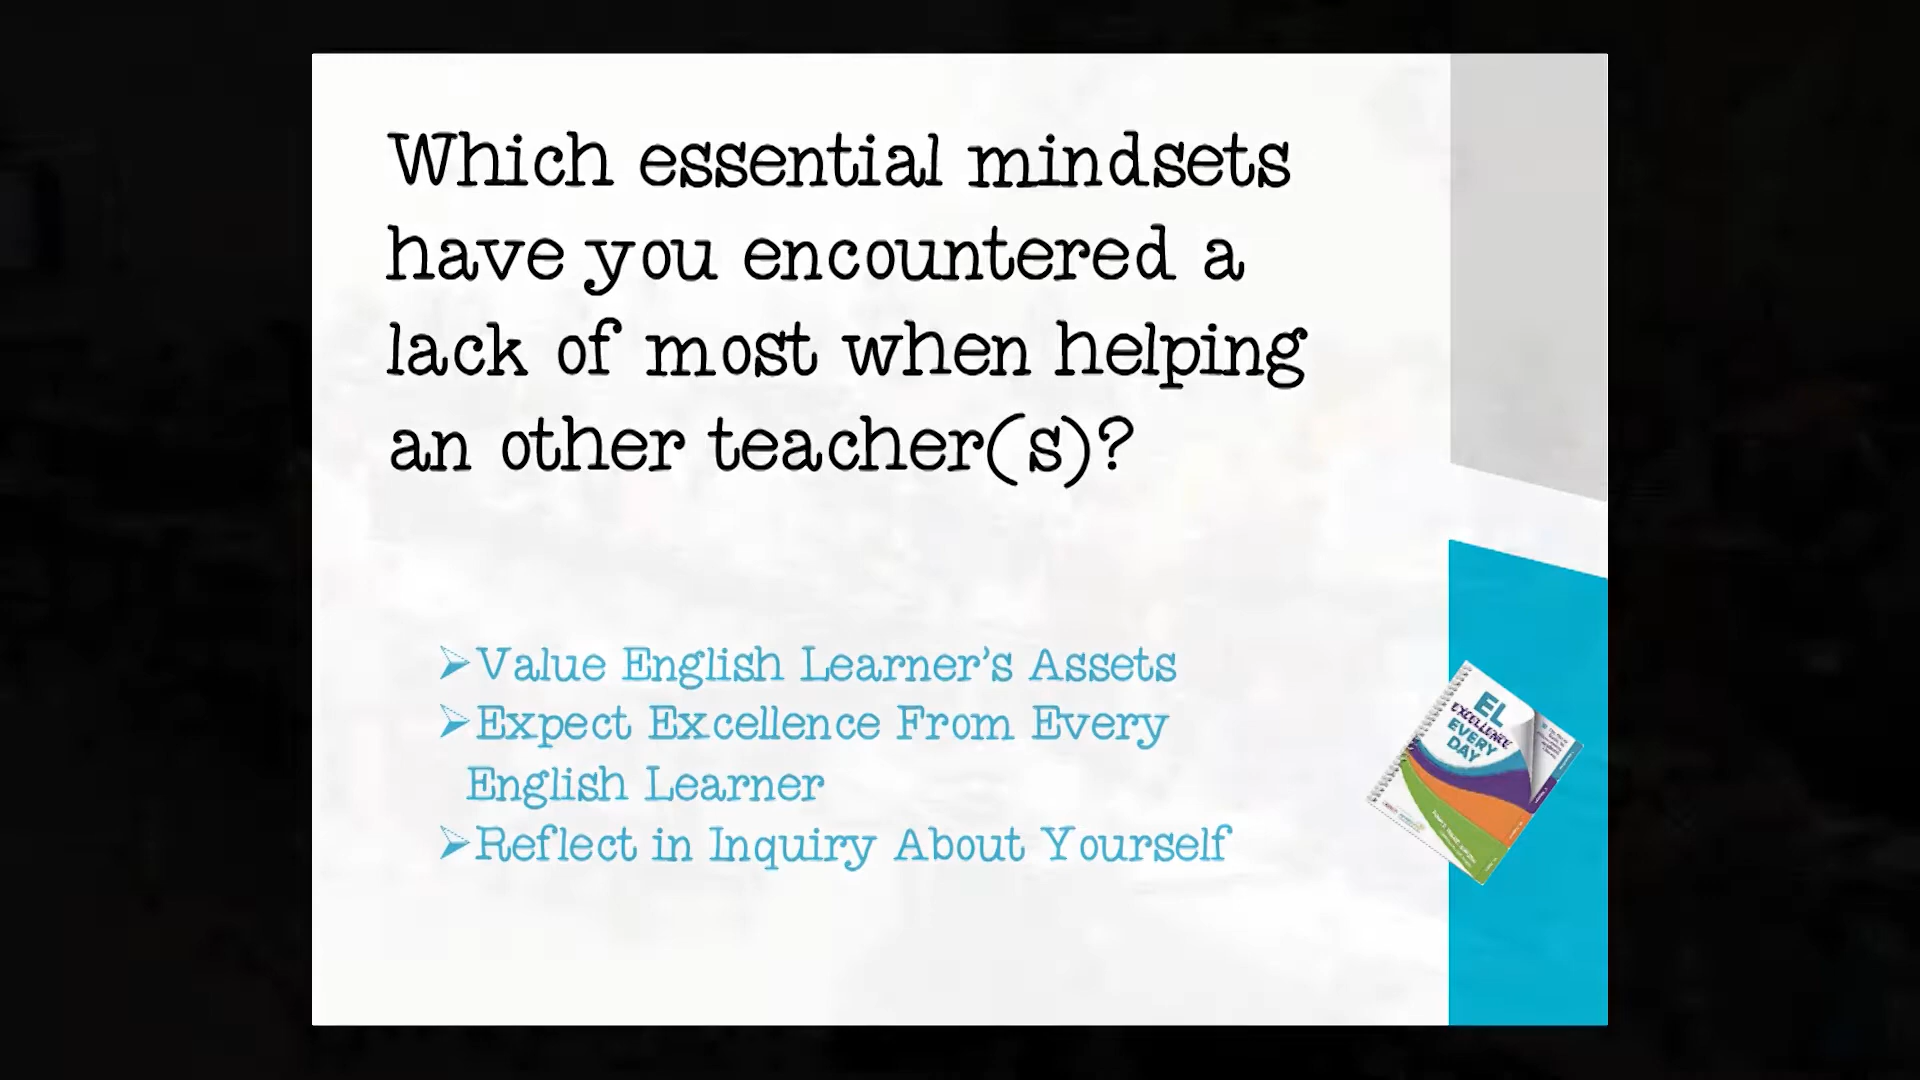 Which essential mindsets
have you encountered a
lack of most when helping
an other teacher(s)?
➢Value English Learner's Assets
➢Expect Excellence From Every
English Learner
➢Reflect in Inquiry About Yourself
EL
EXCELLENCE
EVERY
DAY